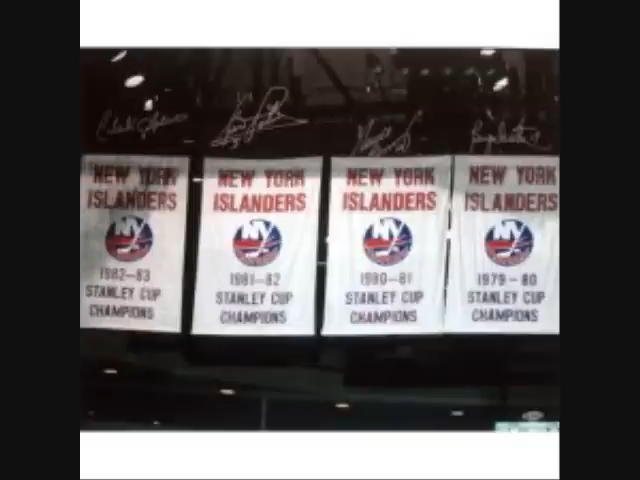 NEW YORK
ISLANDERS
NY
1982-83
STANLEY CUP
CHAMPIONS
NEW YORK
ISLANDERS
NY
1981-82
STANLEY CUP
CHAMPIONS
NEW YORK
ISLANDERS
NY
1980-81
STANLEY CUP
CHAMPIONS
NEW YORK
ISLANDERS
NY
1979-80
STANLEY CUP
CHAMPIONS